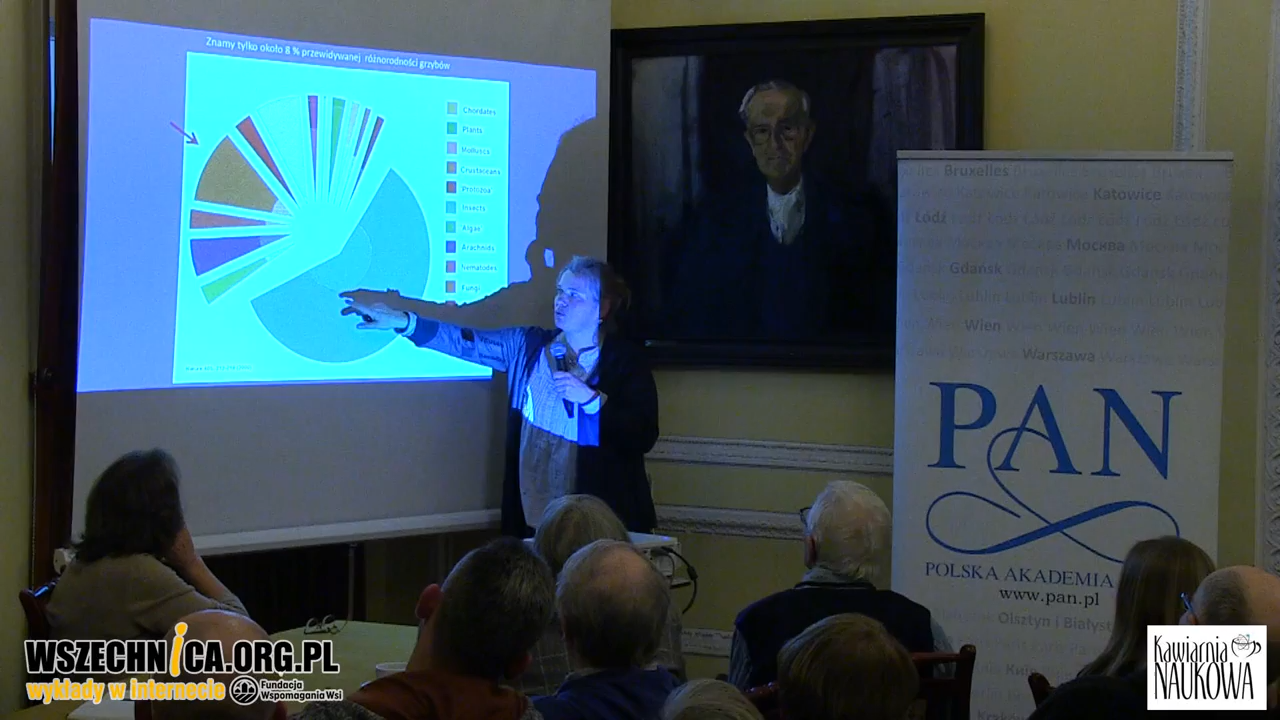 Znamy tylko około 8 % przewidywanej różnorodności grzybów
Chordates
Plants
Molluscs
Crustaceans
Protozoa
Insects
Algae
Arachnids
Nematodes
Fungi
Bruxelles
Katowice
Łódź
Москва
Gdańsk
Lublin
Wien
Warszawa
PAN
POLSKA AKADEMIA
www.pan.pl
Olsztyn i Białyst
WSZECHNiCA.ORG.PL
wykłady w internecie
Fundacja
Wspomagania Wsi
Kawiarnia
NAUKOWA